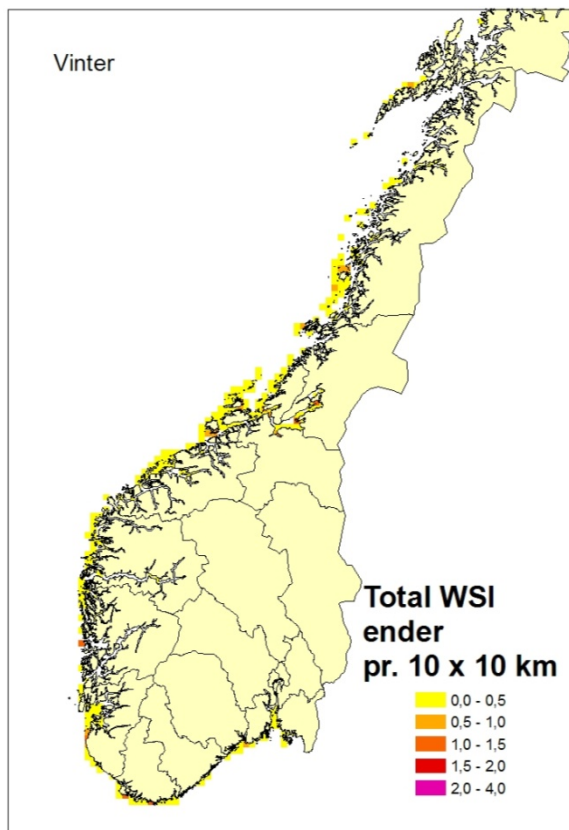 Vinter
Total WSI
ender
pr. 10 x 10 km
0,0 - 0,5
0,5 - 1,0
1,0 - 1,5
1,5 - 2,0
2,0 - 4,0